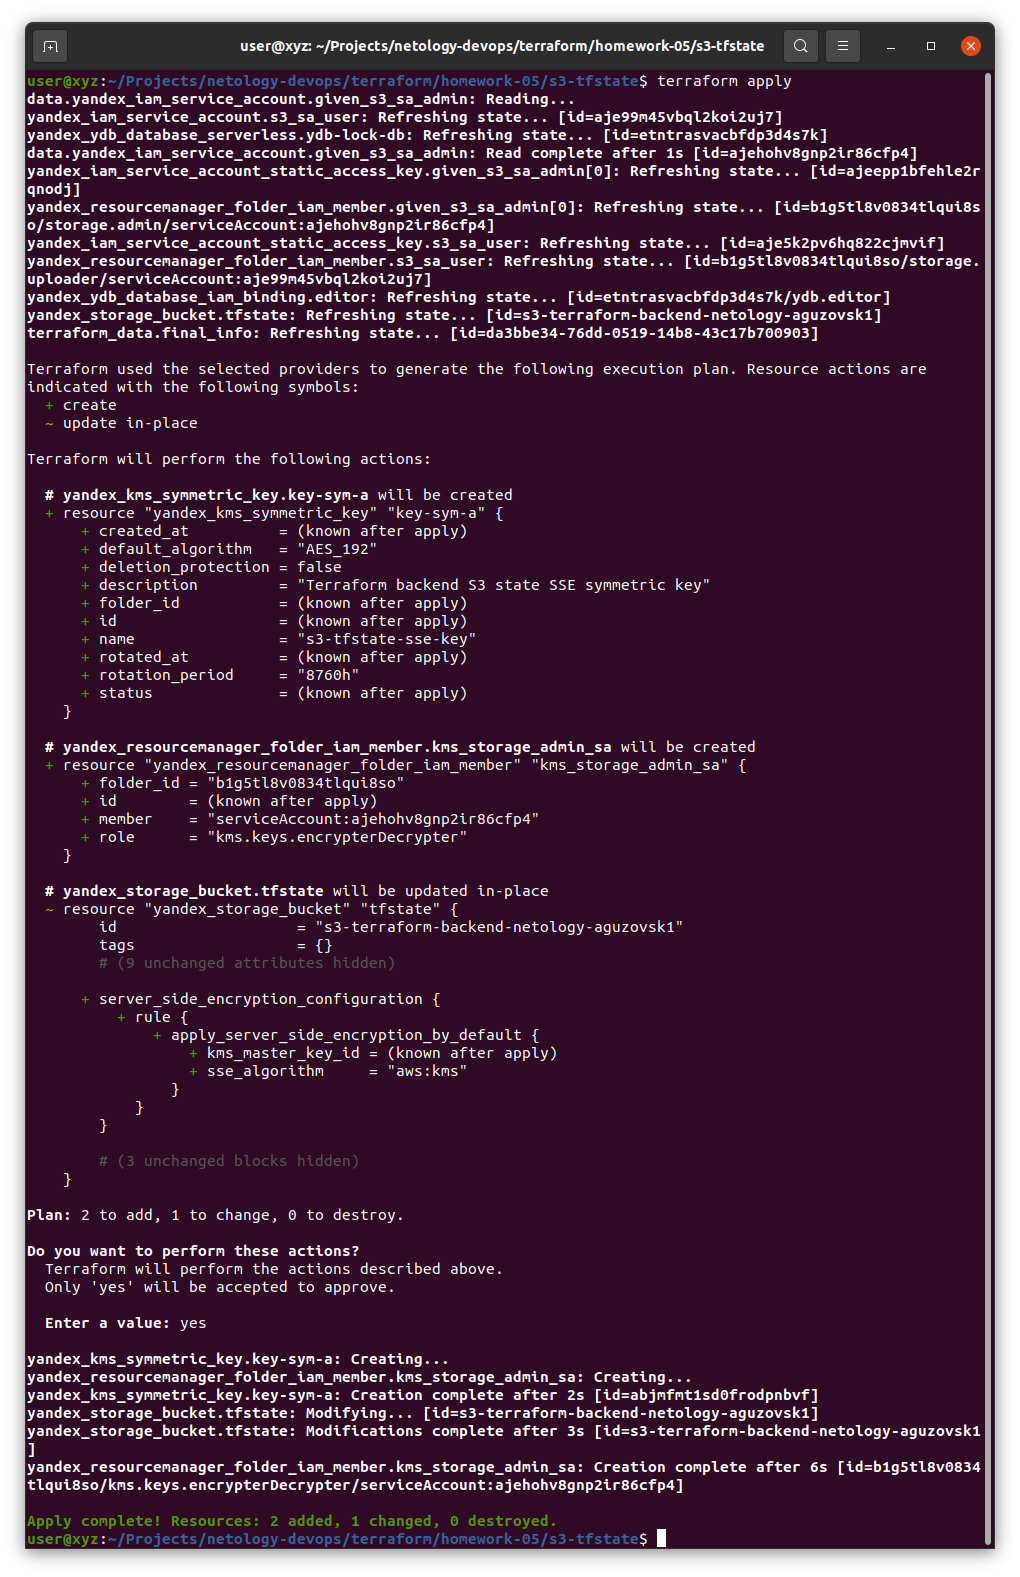 user@xyz: ~/Projects/netology-devops/terraform/homework-05/s3-tfstate
user@xyz:~/Projects/netology-devops/terraform/homework-05/s3-tfstate$ terraform apply
data.yandex_iam_service_account.given_s3_sa_admin: Reading...
yandex_iam_service_account.s3_sa_user: Refreshing state... [id=aje99m45vbql2koi2uj7]
yandex_ydb_database_serverless.ydb-lock-db: Refreshing state... [id=etntrasvacbfdp3d4s7k]
data.yandex_iam_service_account.given_s3_sa_admin: Read complete after 1s [id=ajehohv8gnp2ir86cfp4]
yandex_iam_service_account_static_access_key.given_s3_sa_admin[0]: Refreshing state... [id=ajeepp1bfehle2r
qnodj]
yandex_resourcemanager_folder_iam_member.given_s3_sa_admin[0]: Refreshing state... [id=b1g5tl8v0834tlqui8s
o/storage.admin/serviceAccount:ajehohv8gnp2ir86cfp4]
yandex_iam_service_account_static_access_key.s3_sa_user: Refreshing state... [id=aje5k2pv6hq822cjmvif]
yandex_resourcemanager_folder_iam_member.s3_sa_user: Refreshing state... [id=b1g5tl8v0834tlqui8so/storage.
uploader/serviceAccount:aje99m45vbql2koi2uj7]
yandex_ydb_database_iam_binding.editor: Refreshing state... [id=etntrasvacbfdp3d4s7k/ydb.editor]
yandex_storage_bucket.tfstate: Refreshing state... [id=s3-terraform-backend-netology-aguzovsk1]
terraform_data.final_info: Refreshing state... [id=da3bbe34-76dd-0519-14b8-43c17b700903]
Terraform used the selected providers to generate the following execution plan. Resource actions are
indicated with the following symbols:
+ create
~ update in-place
Terraform will perform the following actions:
# yandex_kms_symmetric_key.key-sym-a will be created
+ resource "yandex_kms_symmetric_key" "key-sym-a" {
+ created_at = (known after apply)
+ default_algorithm = "AES_192"
+ deletion_protection = false
+ description = "Terraform backend S3 state SSE symmetric key"
+ folder_id = (known after apply)
+ id = (known after apply)
+ name = "s3-tfstate-sse-key"
+ rotated_at = (known after apply)
+ rotation_period = "8760h"
+ status = (known after apply)
}
# yandex_resourcemanager_folder_iam_member.kms_storage_admin_sa will be created
+ resource "yandex_resourcemanager_folder_iam_member" "kms_storage_admin_sa" {
+ folder_id = "b1g5tl8v0834tlqui8so"
+ id = (known after apply)
+ member = "serviceAccount:ajehohv8gnp2ir86cfp4"
+ role = "kms.keys.encrypterDecrypter"
}
# yandex_storage_bucket.tfstate will be updated in-place
~ resource "yandex_storage_bucket" "tfstate" {
id = "s3-terraform-backend-netology-aguzovsk1"
tags = {}
# (9 unchanged attributes hidden)
+ server_side_encryption_configuration {
+ rule {
+ apply_server_side_encryption_by_default {
+ kms_master_key_id = (known after apply)
+ sse_algorithm = "aws:kms"
}
}
}
# (3 unchanged blocks hidden)
}
Plan: 2 to add, 1 to change, 0 to destroy.
Do you want to perform these actions?
Terraform will perform the actions described above.
Only 'yes' will be accepted to approve.
Enter a value: yes
yandex_kms_symmetric_key.key-sym-a: Creating...
yandex_resourcemanager_folder_iam_member.kms_storage_admin_sa: Creating...
yandex_kms_symmetric_key.key-sym-a: Creation complete after 2s [id=abjmfmt1sd0frodpnbvf]
yandex_storage_bucket.tfstate: Modifying... [id=s3-terraform-backend-netology-aguzovsk1]
yandex_storage_bucket.tfstate: Modifications complete after 3s [id=s3-terraform-backend-netology-aguzovsk1
]
yandex_resourcemanager_folder_iam_member.kms_storage_admin_sa: Creation complete after 6s [id=b1g5tl8v0834
tlqui8so/kms.keys.encrypterDecrypter/serviceAccount:ajehohv8gnp2ir86cfp4]
Apply complete! Resources: 2 added, 1 changed, 0 destroyed.
user@xyz:~/Projects/netology-devops/terraform/homework-05/s3-tfstate$